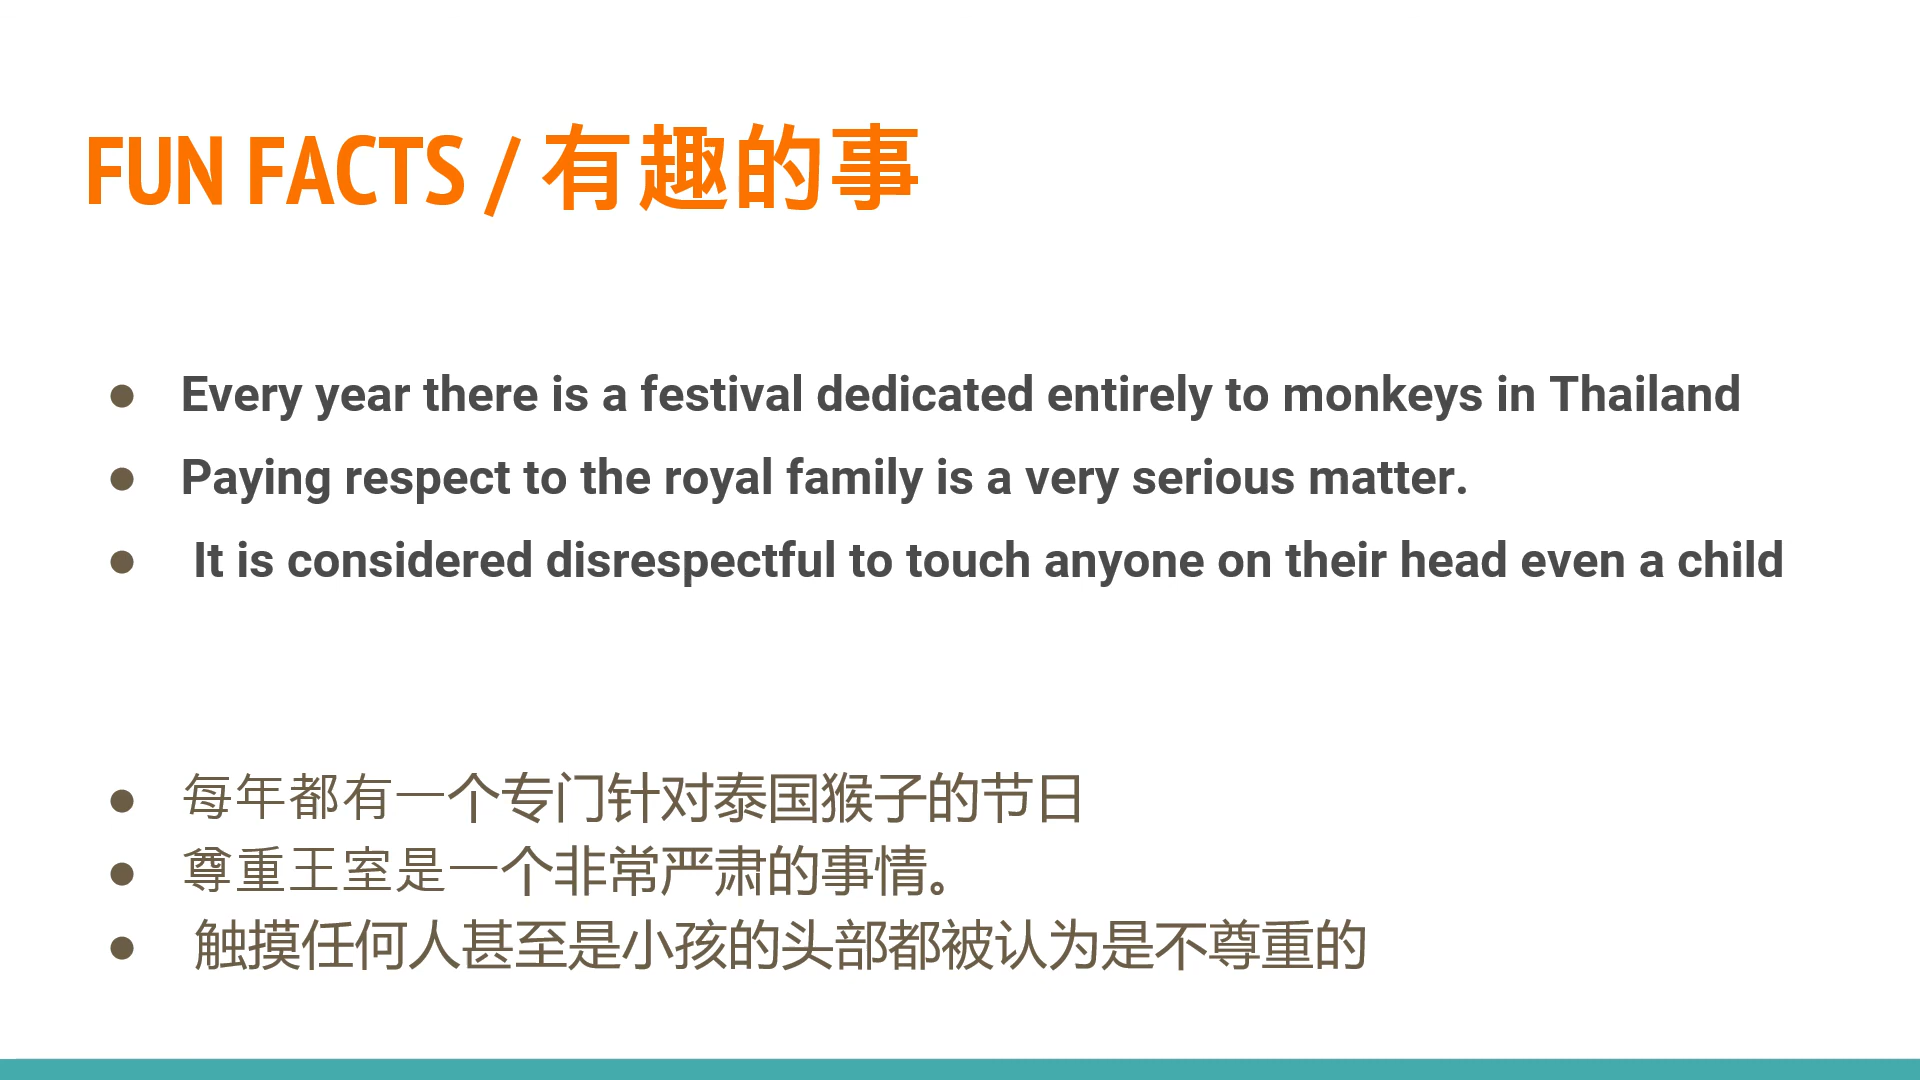 FUN FACTS / 有趣的事
● Every year there is a festival dedicated entirely to monkeys in Thailand
● Paying respect to the royal family is a very serious matter.
● It is considered disrespectful to touch anyone on their head even a child
● 每年都有一个专门针对泰国猴子的节日
● 尊重王室是一个非常严肃的事情。
● 触摸任何人甚至是小孩的头部都被认为是不尊重的